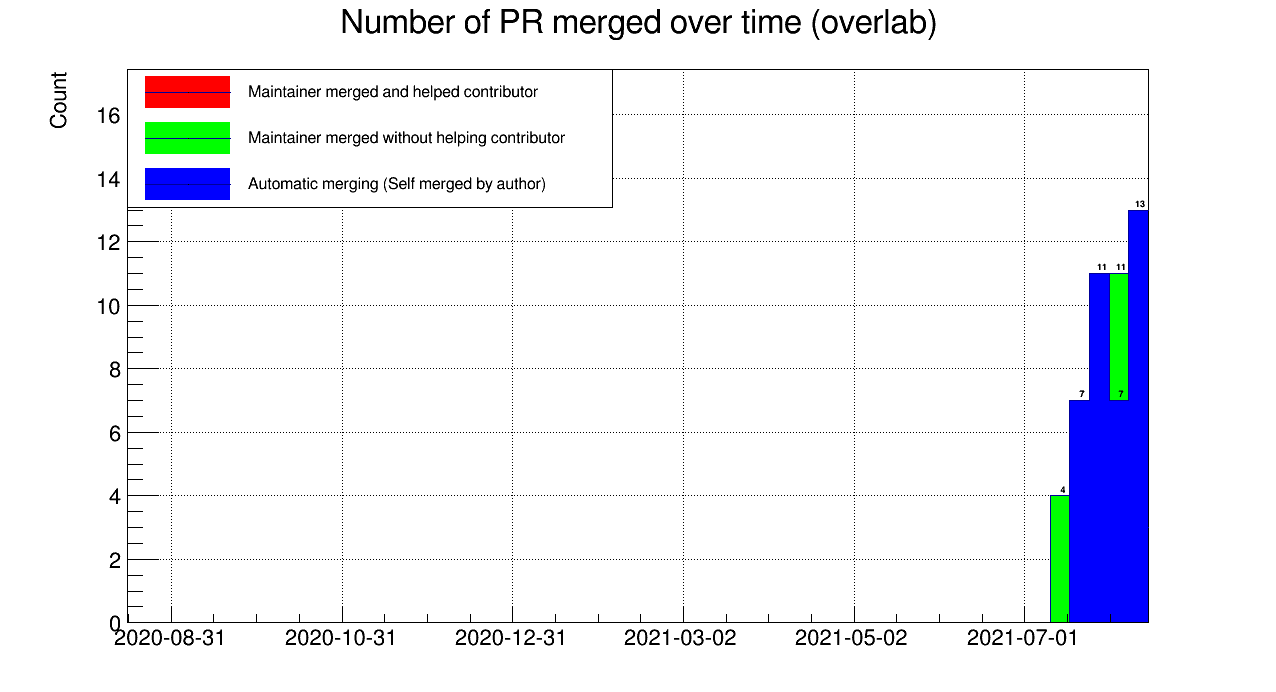 Number of PR merged over time (overlab)
Count
Maintainer merged and helped contributor
Maintainer merged without helping contributor
Automatic merging (Self merged by author)
16
14
12
10
8
6
4
2
0
13
11 11
7 7
4
2020-08-31 2020-10-31 2020-12-31 2021-03-02 2021-05-02 2021-07-01